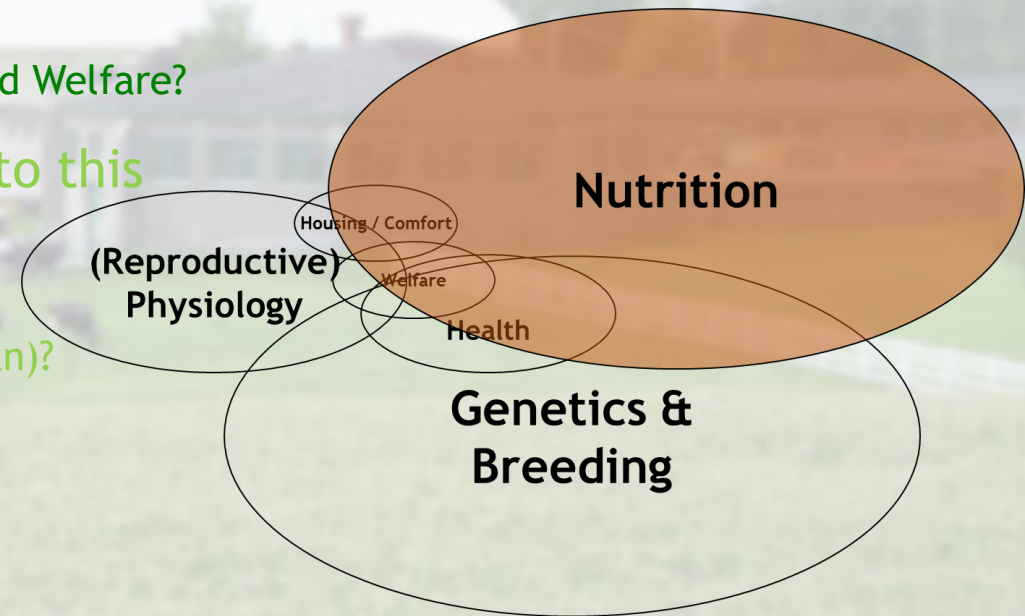 d Welfare?
to this
Nutrition
Housing / Comfort
(Reproductive)
Physiology
Welfare
Health
n)?
Genetics &
Breeding